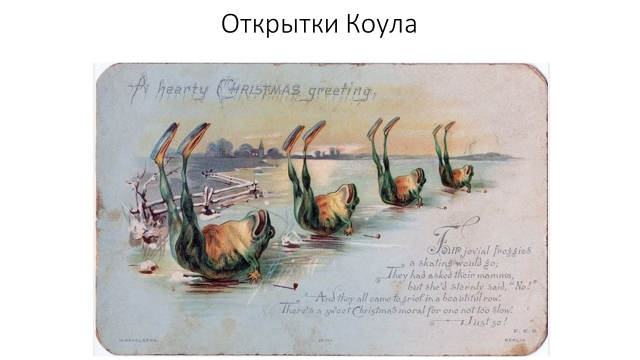 Открытки Коула
A hearty CHRISTMAS greeting.
Four jovial froggies
a skating would go;
They had asked their mamma,
but she'd sternly said, "No!"
And they all came to grief in a beautiful row.
There's a sweet Christmas moral for one not too slow.
Just so!
BERLIN.